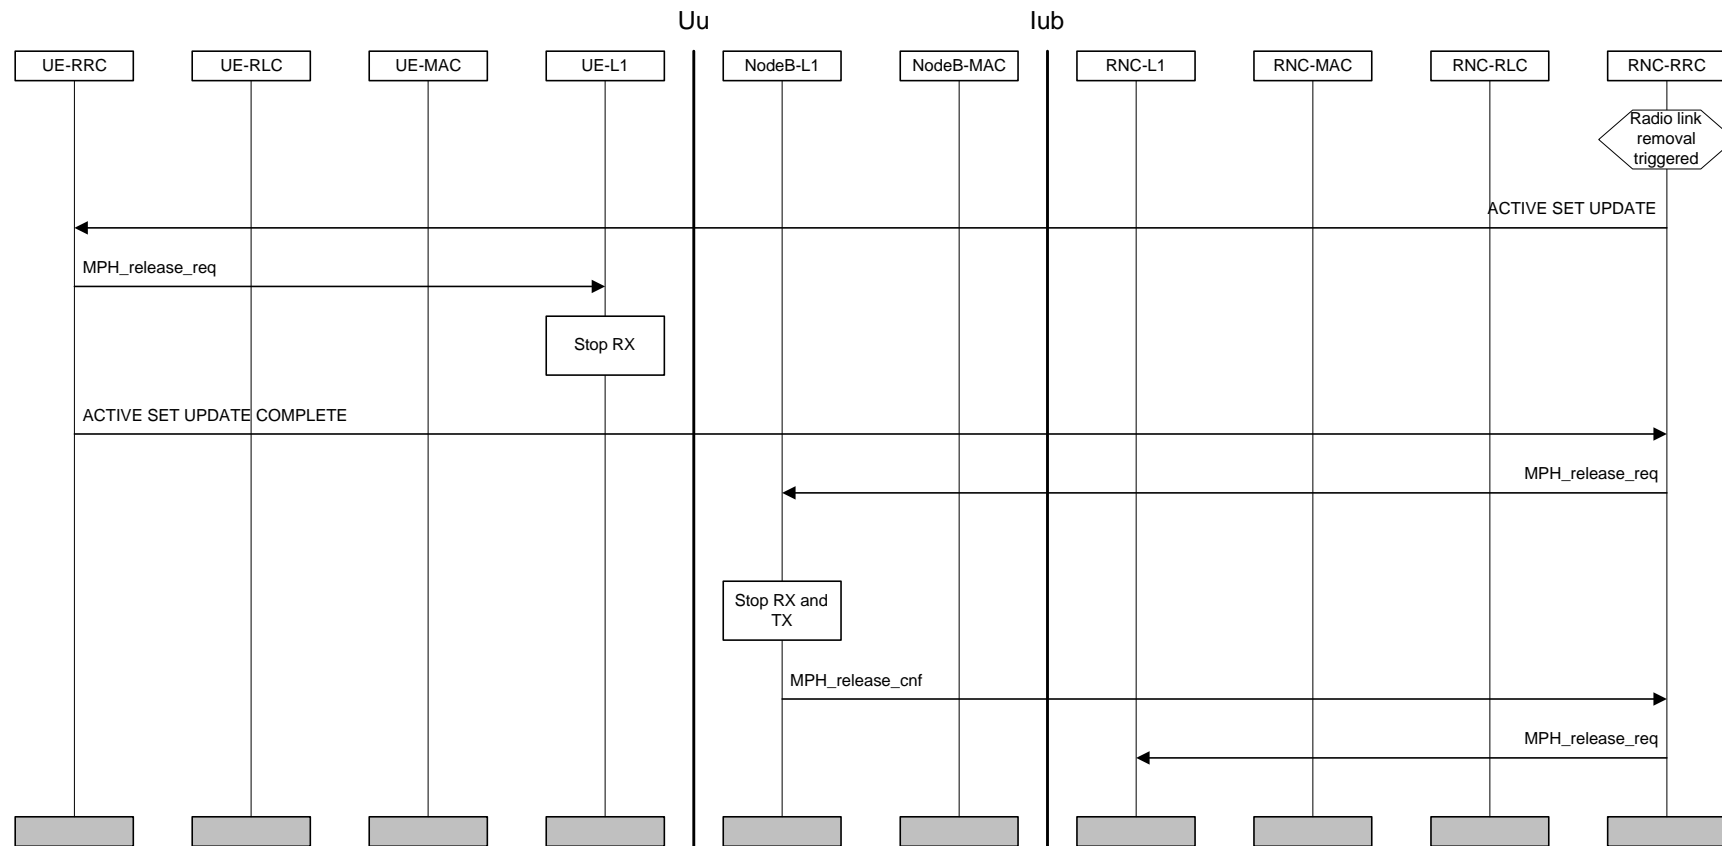 Uu
Iub
UE-RRC
UE-RLC
UE-MAC
UE-L1
NodeB-L1
NodeB-MAC
RNC-L1
RNC-MAC
RNC-RLC
RNC-RRC
Radio link
removal
triggered
ACTIVE SET UPDATE
MPH_release_req
Stop RX
ACTIVE SET UPDATE COMPLETE
MPH_release_req
Stop RX and
TX
MPH_release_cnf
MPH_release_req